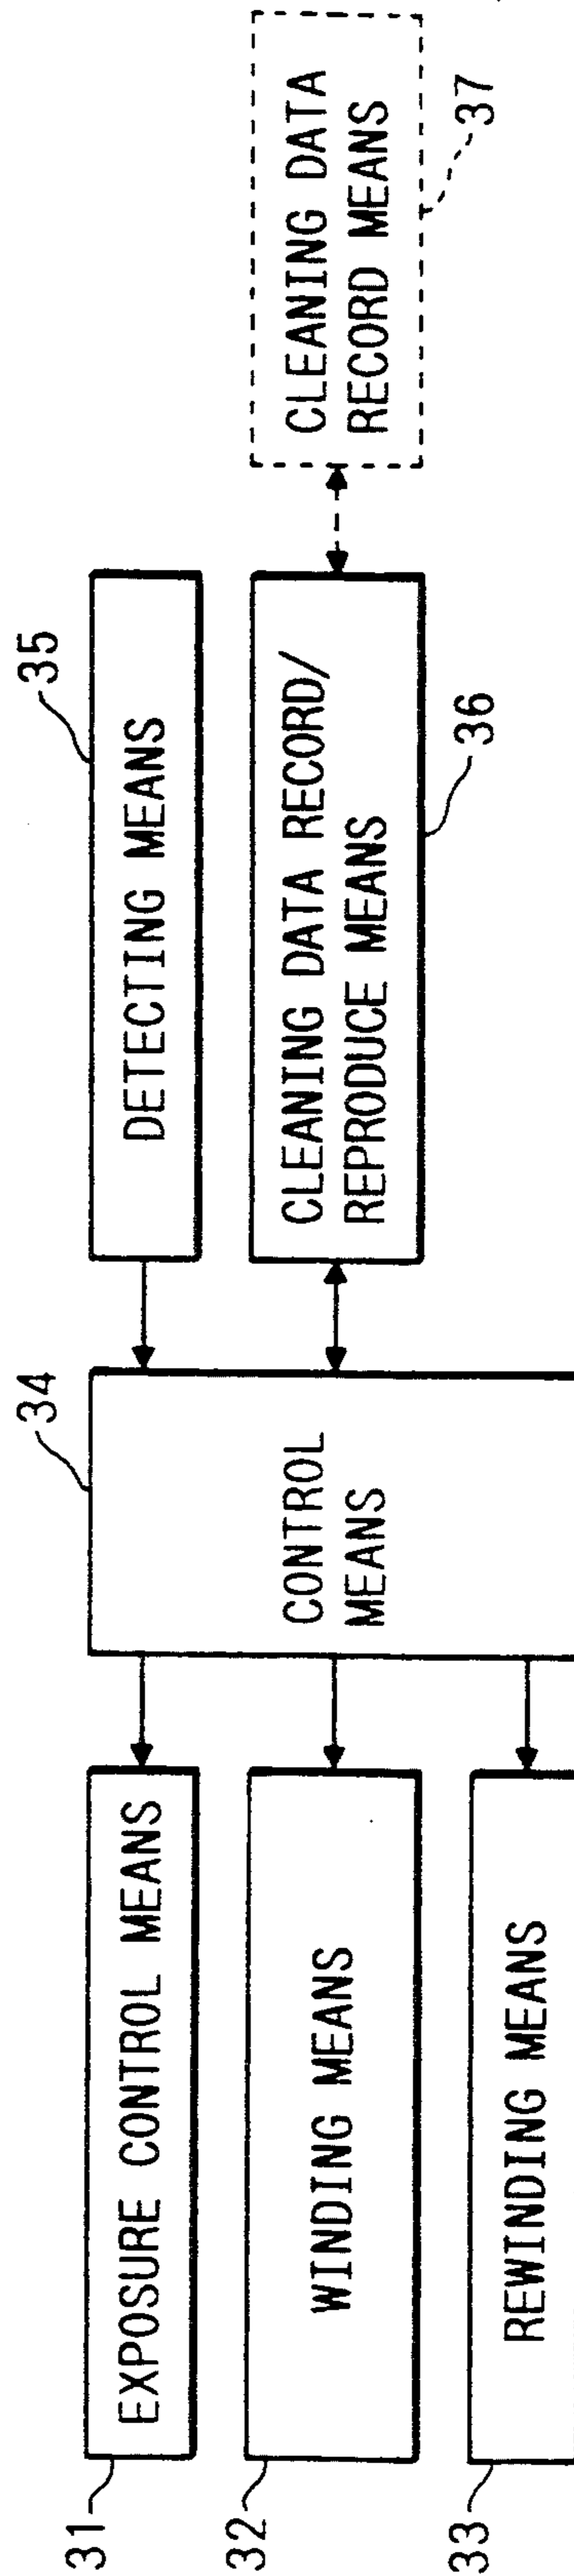 31
EXPOSURE CONTROL MEANS
32
WINDING MEANS
33
REWINDING MEANS
34
CONTROL
MEANS
35
DETECTING MEANS
CLEANING DATA RECORD/
REPRODUCE MEANS
36
CLEANING DATA
RECORD MEANS
37